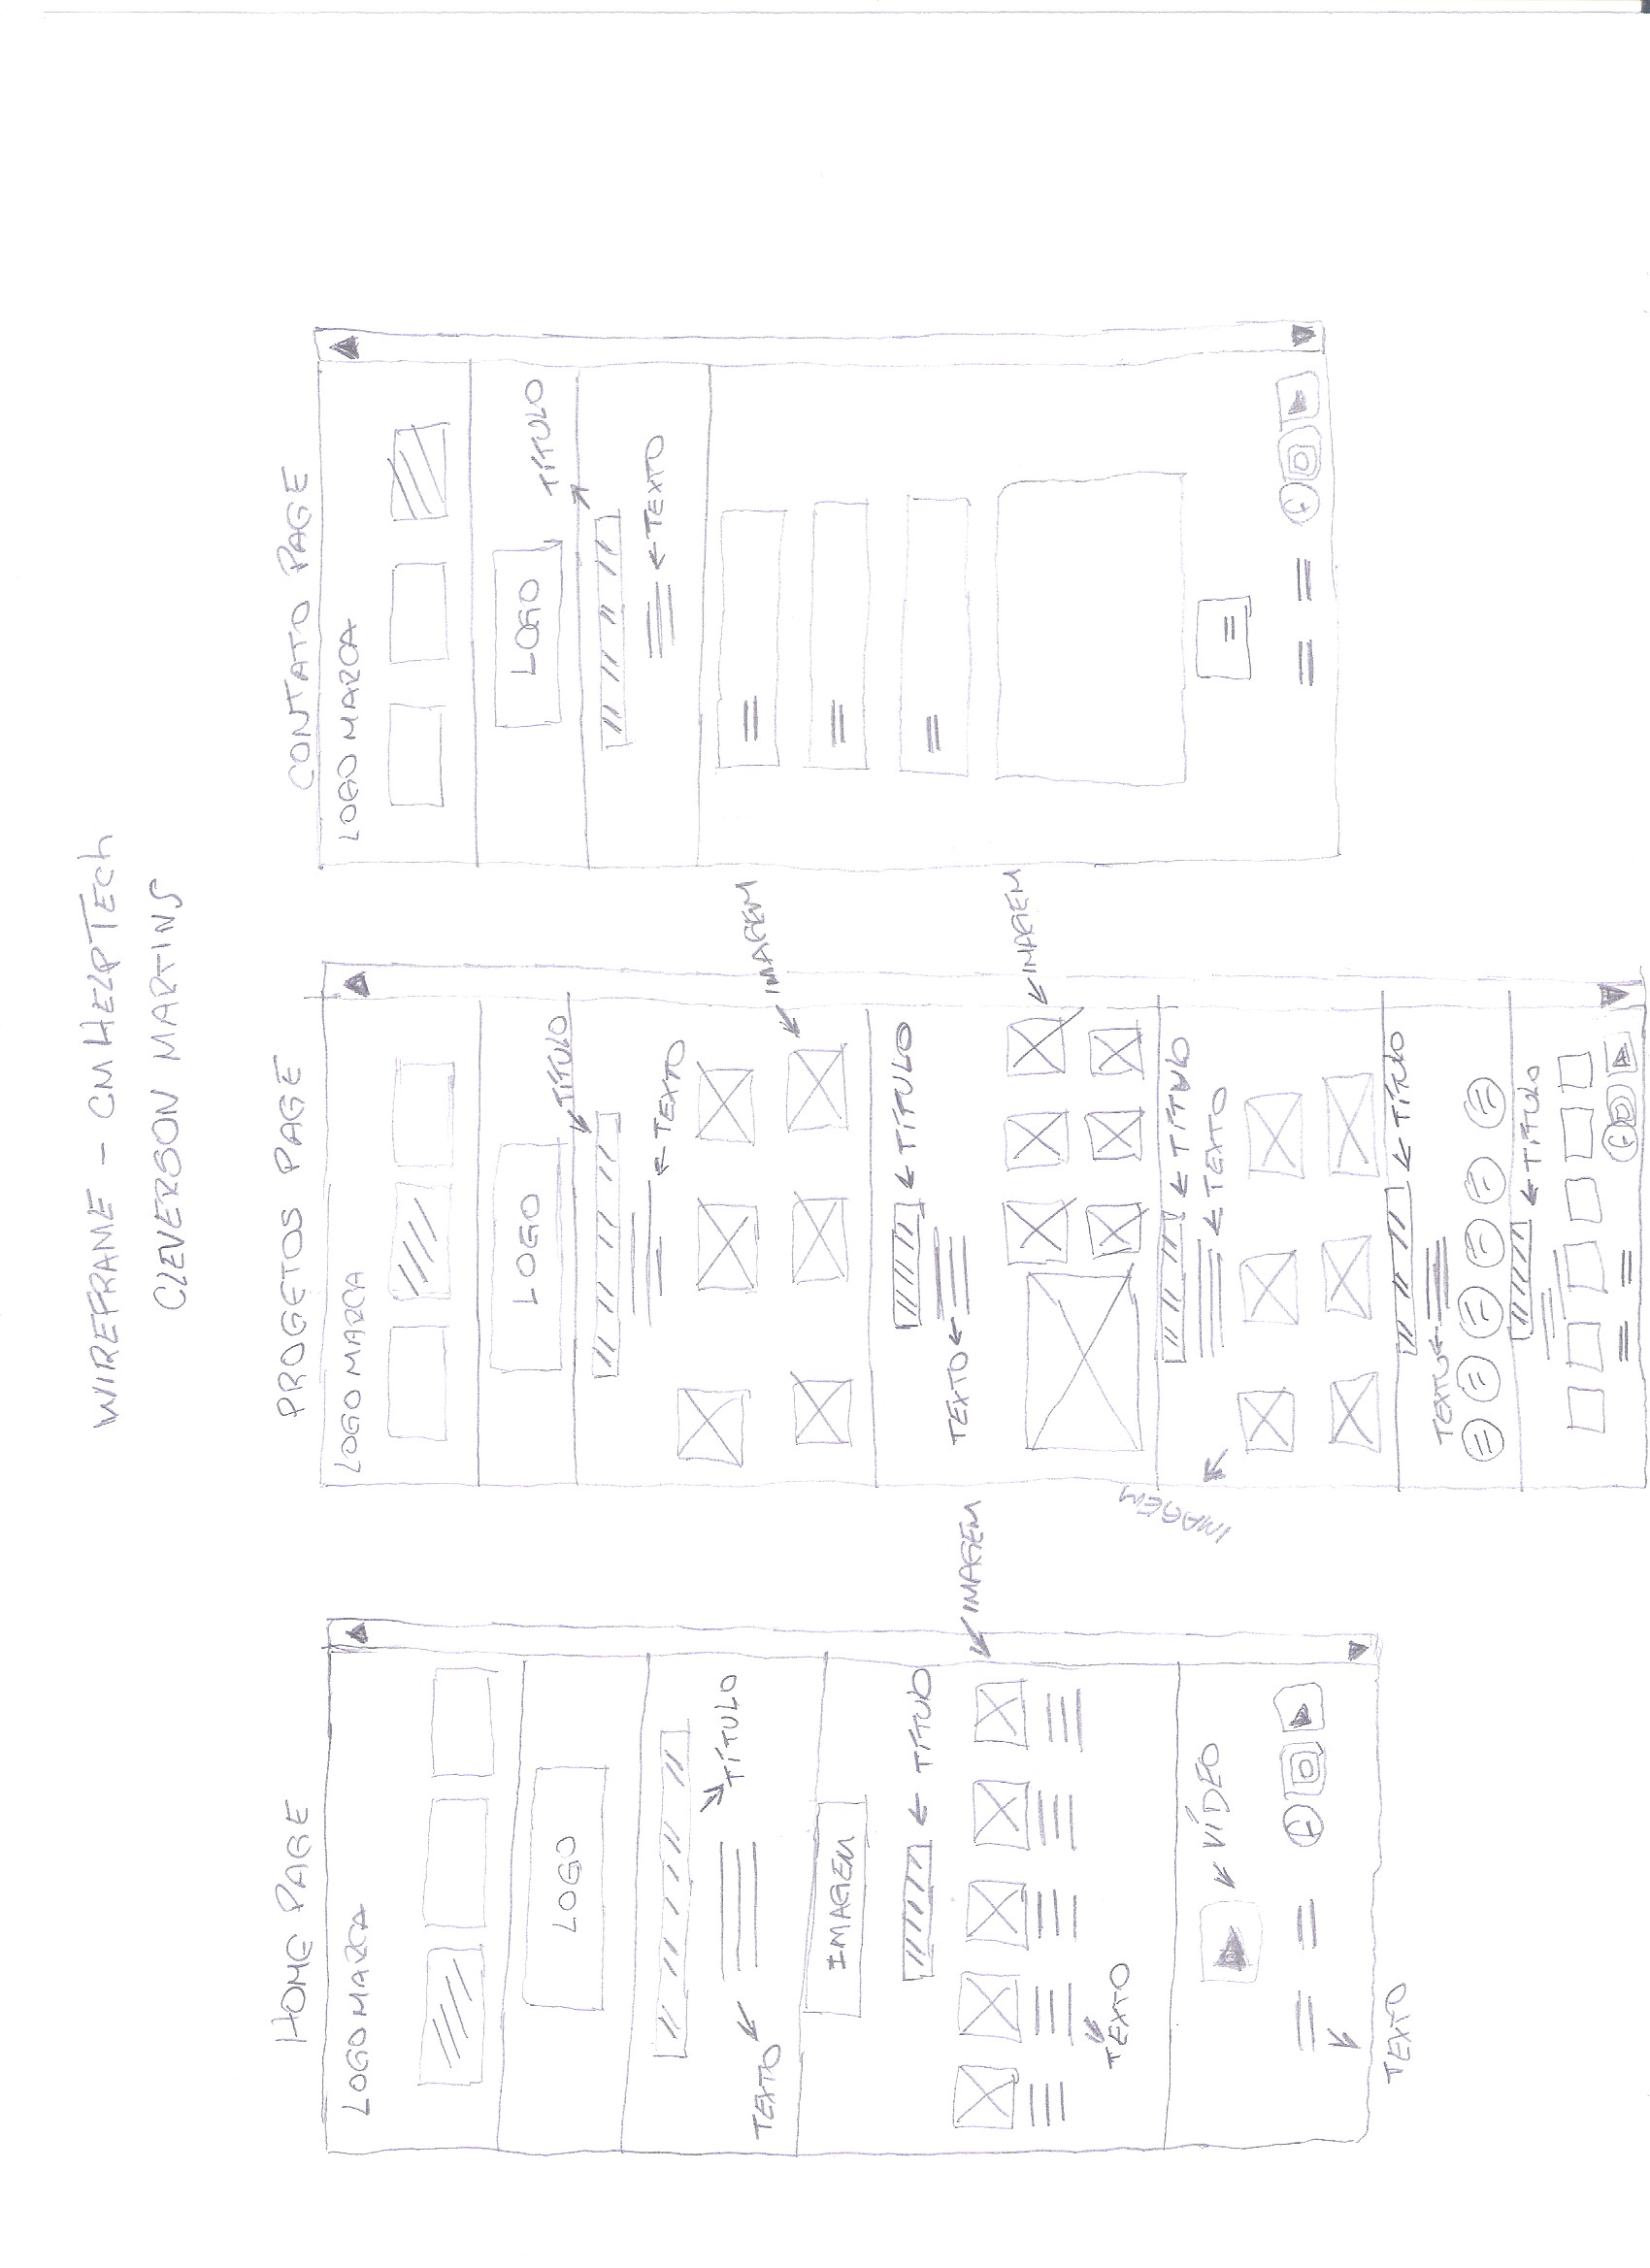 WIREFRAME - CMHELPTECH
CLEVERSON MARTINS
HOME PAGE
LOGO MARCA
LOGO
TÍTULO
TEXTO
IMAGEM
TÍTULO
IMAGEM
TEXTO
VÍDEO
TEXTO
PROGETOS PAGE
LOGO MARCA
LOGO
TÍTULO
TEXTO
IMAGEM
TÍTULO
TEXTO
IMAGEM
IMAGEM
TÍTULO
TEXTO
TÍTULO
TEXTO
TÍTULO
CONTATO PAGE
LOGO MARCA
LOGO
TÍTULO
TEXTO